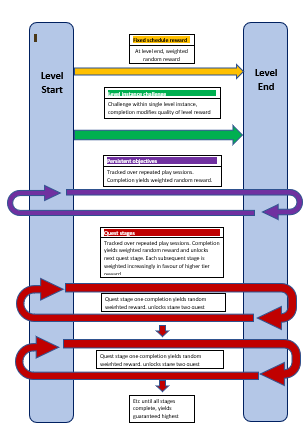 Fixed schedule reward
At level end, weighted
random reward
Level
Start
Level
End
Level instance challenge
Challenge within single level instance,
completion modifies quality of level reward
Persistent objectives
Tracked over repeated play sessions.
Completion yields weighted random reward.
Quest stages
Tracked over repeated play sessions. Completion
yields weighted random reward and unlocks
next quest stage. Each subsequent stage is
weighted increasingly in favour of higher tier
reward
Quest stage one completion yields random
weighted reward. unlocks stage two quest
Quest stage one completion yields random
weighted reward. unlocks stage two quest
Etc until all stages
complete, yields
guaranteed highest